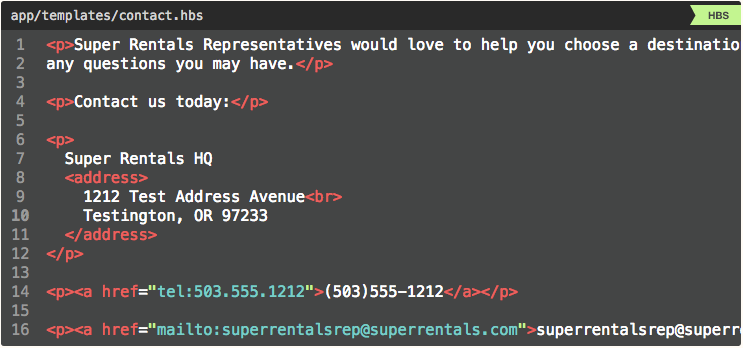 app/templates/contact.hbs
HBS
1 <p>Super Rentals Representatives would love to help you choose a
2 any questions you may have.</p>
3
4 <p>Contact us today:</p>
5
6 <p>
7 Super Rentals HQ
8 <address>
9 1212 Test Address Avenue<br>
10 Testington, OR 97233
11 </address>
12 </p>
13
14 <p><a href="tel:503.555.1212">(503)555-1212</a></p>
15
16 <p><a href="mailto:superrentalsrep@superrentals.com">